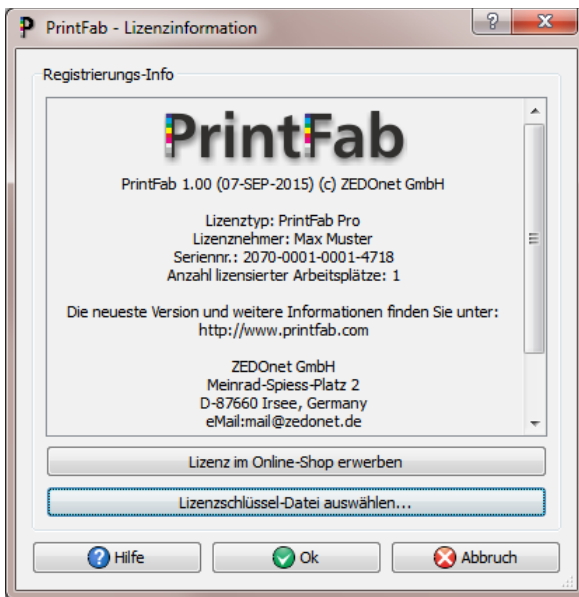 PrintFab - Lizenzinformation
Registrierungs-Info
PrintFab
PrintFab 1.00 (07-SEP-2015) (c) ZEDOnet GmbH
Lizenztyp: PrintFab Pro
Lizenznehmer: Max Muster
Seriennr.: 2070-0001-0001-4718
Anzahl lizensierter Arbeitsplätze: 1
Die neueste Version und weitere Informationen finden Sie unter:
http://www.printfab.com
ZEDOnet GmbH
Meinrad-Spiess-Platz 2
D-87660 Irsee, Germany
eMail:mail@zedonet.de
Lizenz im Online-Shop erwerben
Lizenzschlüssel-Datei auswählen...
Hilfe Ok Abbruch